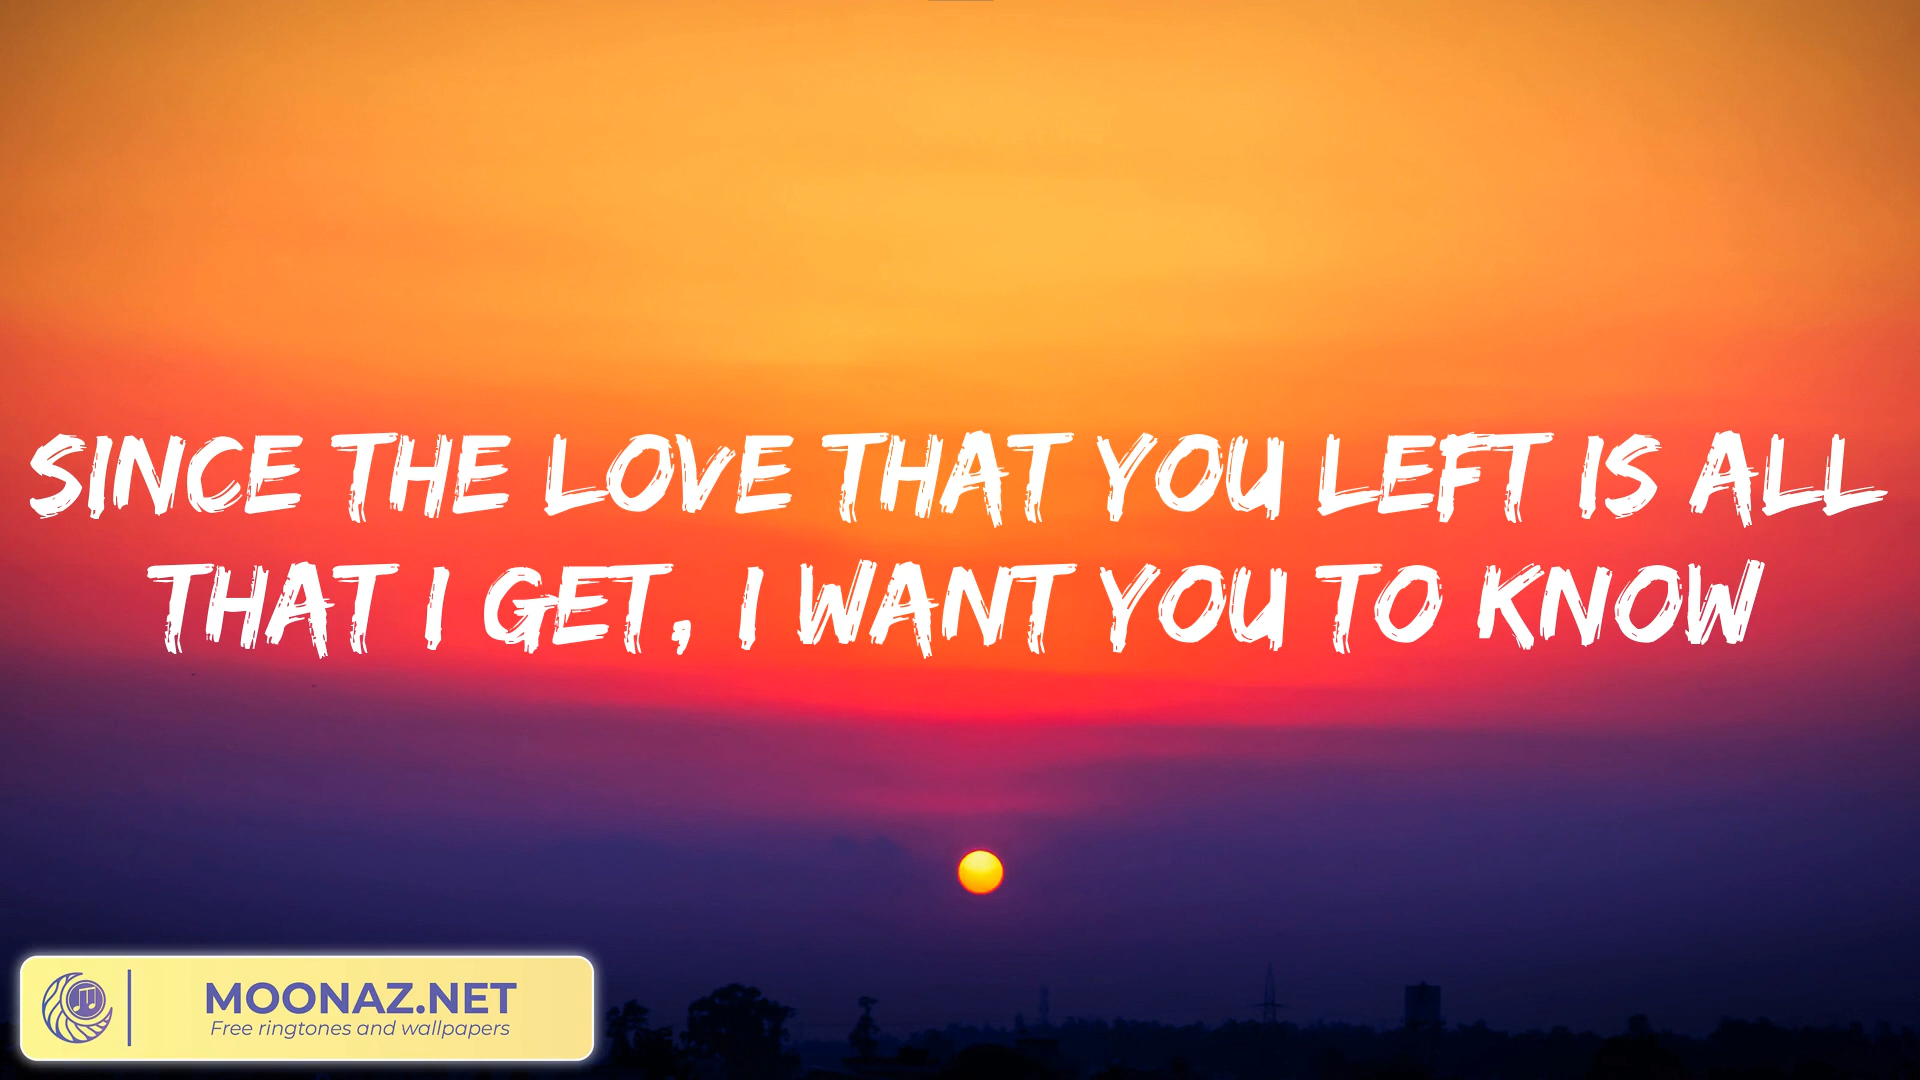 SINCE THE LOVE THAT YOU LEFT IS ALL
THAT I GET, I WANT YOU TO KNOW
MOONAZ.NET
Free ringtones and wallpapers